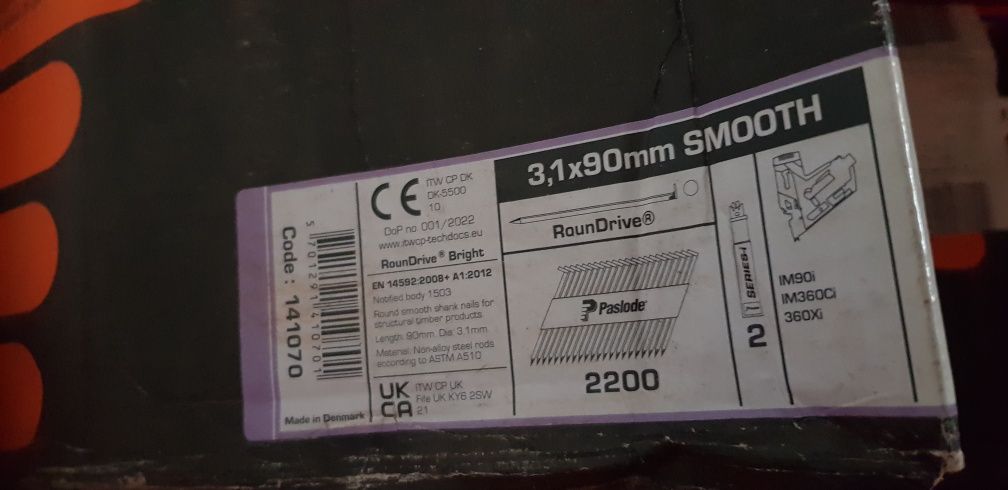 3,1x90mm SMOOTH
RounDrive®
Paslode
2200
SERIES-i
2
IM90i
IM360Ci
360Xi
CE
ITW CP DK
DK-5500
10
DoP no 001/2022
www.itwcp-techdocs.eu
RounDrive® Bright
EN 14592:2008+ A1:2012
Notified body 1503
Round smooth shank nails for
structural timber products
Length: 90mm. Dia: 3.1mm
Material: Non-alloy steel rods
according to ASTM A510
UK
CA
ITW CP UK
Fife UK KY6 2SW
21
5 701291 410701
Code: 141070
Made in Denmark